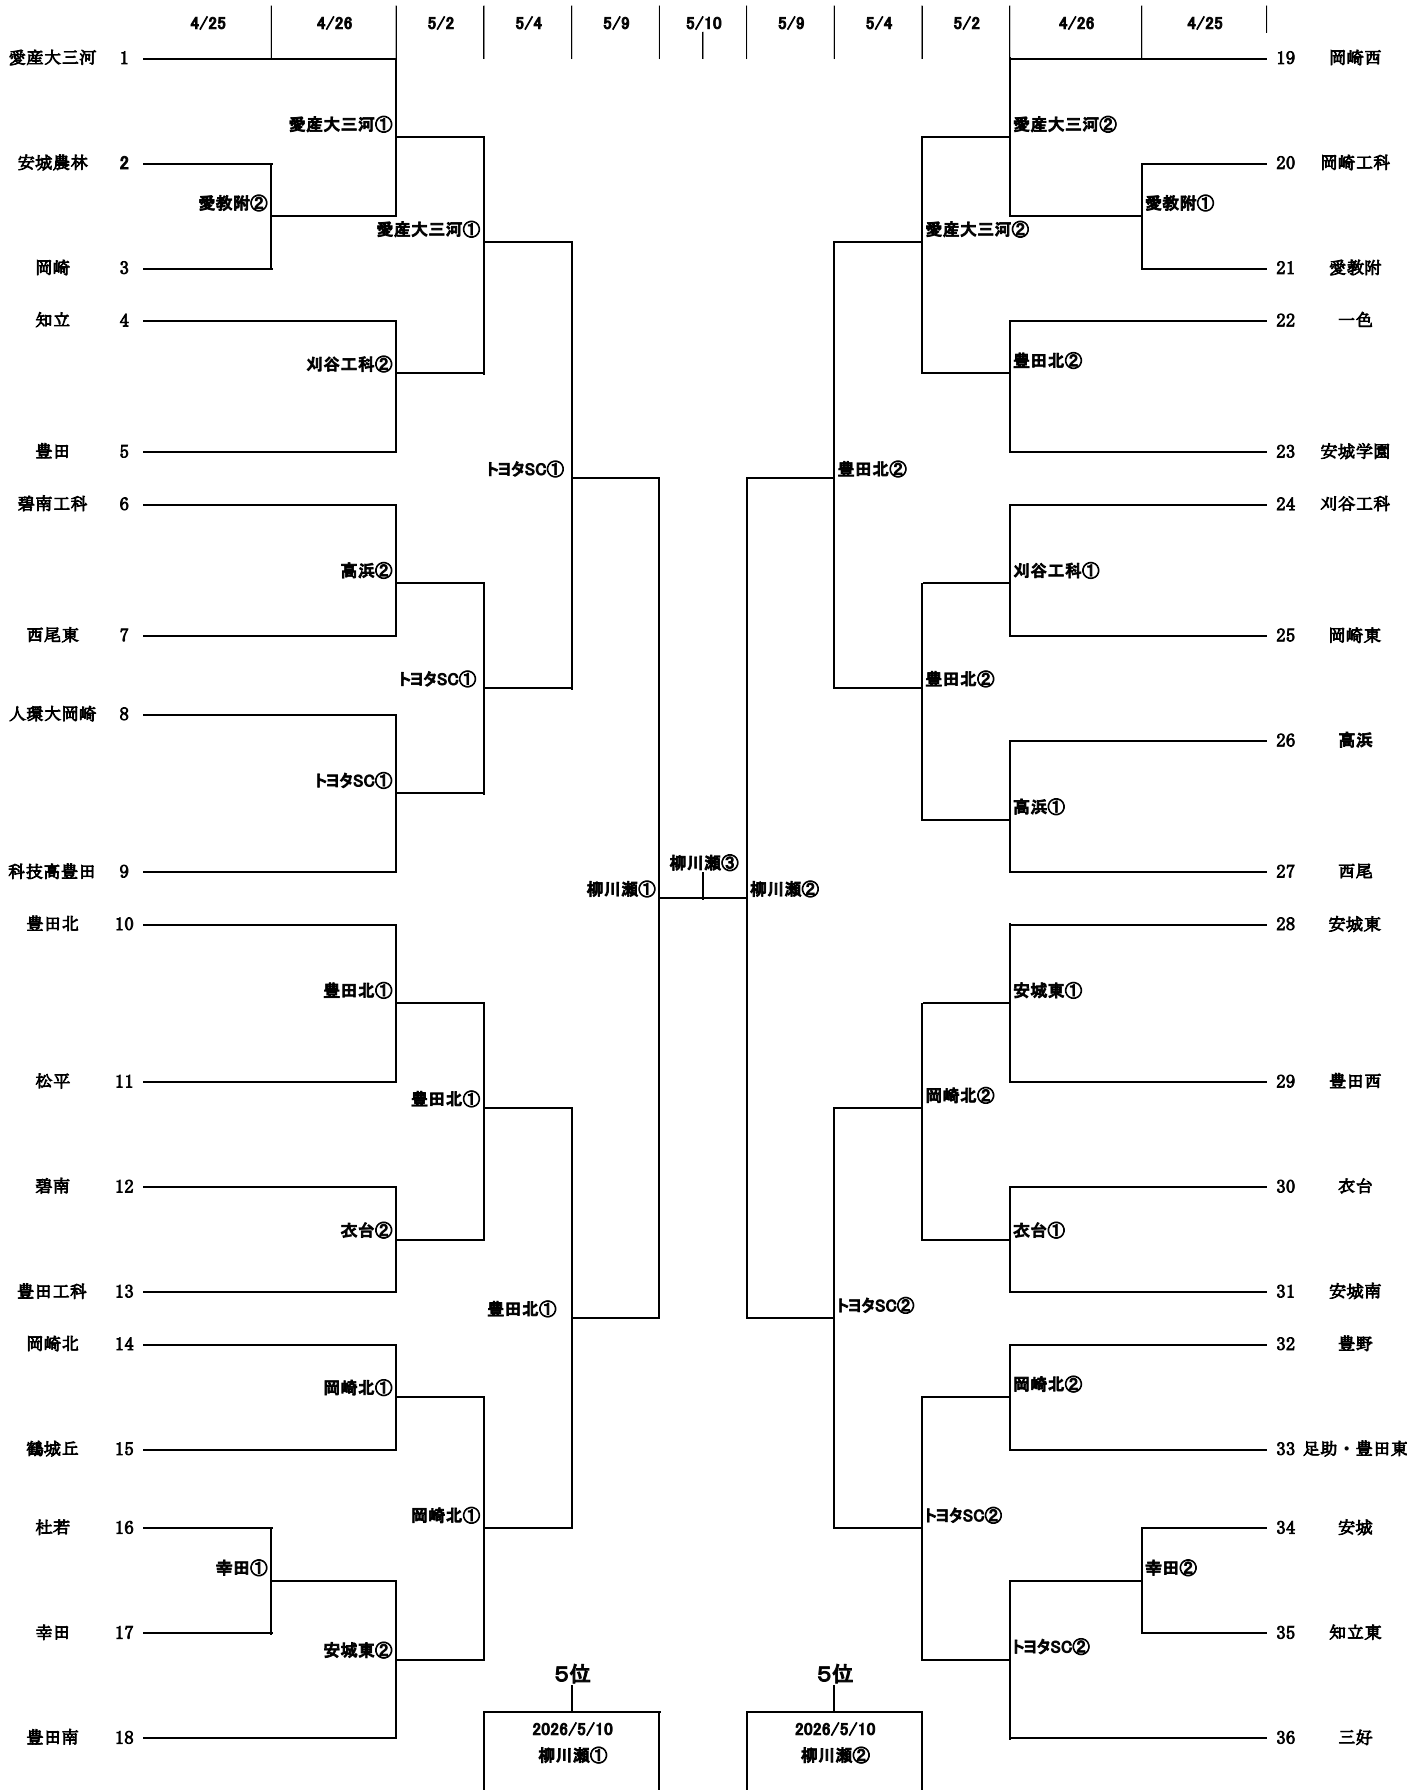 4/25 4/26 5/2 5/4 5/9 5/10 5/9 5/4 5/2 4/26 4/25
愛産大三河 1 19 岡崎西
愛産大三河① 愛産大三河②
安城農林 2 20 岡崎工科
愛教附② 愛教附①
愛産大三河① 愛産大三河②
岡崎 3 21 愛教附
知立 4 22 一色
刈谷工科② 豊田北②
豊田 5 23 安城学園
トヨタSC① 豊田北②
碧南工科 6 24 刈谷工科
高浜② 刈谷工科①
西尾東 7 25 岡崎東
トヨタSC① 豊田北②
人環大岡崎 8 26 高浜
トヨタSC① 高浜①
柳川瀬③
科技高豊田 9 27 西尾
柳川瀬① 柳川瀬②
豊田北 10 28 安城東
豊田北① 安城東①
松平 11 29 豊田西
豊田北① 岡崎北②
碧南 12 30 衣台
衣台② 衣台①
豊田工科 13 31 安城南
豊田北① トヨタSC②
岡崎北 14 32 豊野
岡崎北① 岡崎北②
鶴城丘 15 33 足助・豊田東
岡崎北① トヨタSC②
杜若 16 34 安城
幸田① 幸田②
幸田 17 35 知立東
安城東② トヨタSC②
5位 5位
2026/5/10 2026/5/10
豊田南 18 36 三好
柳川瀬① 柳川瀬②